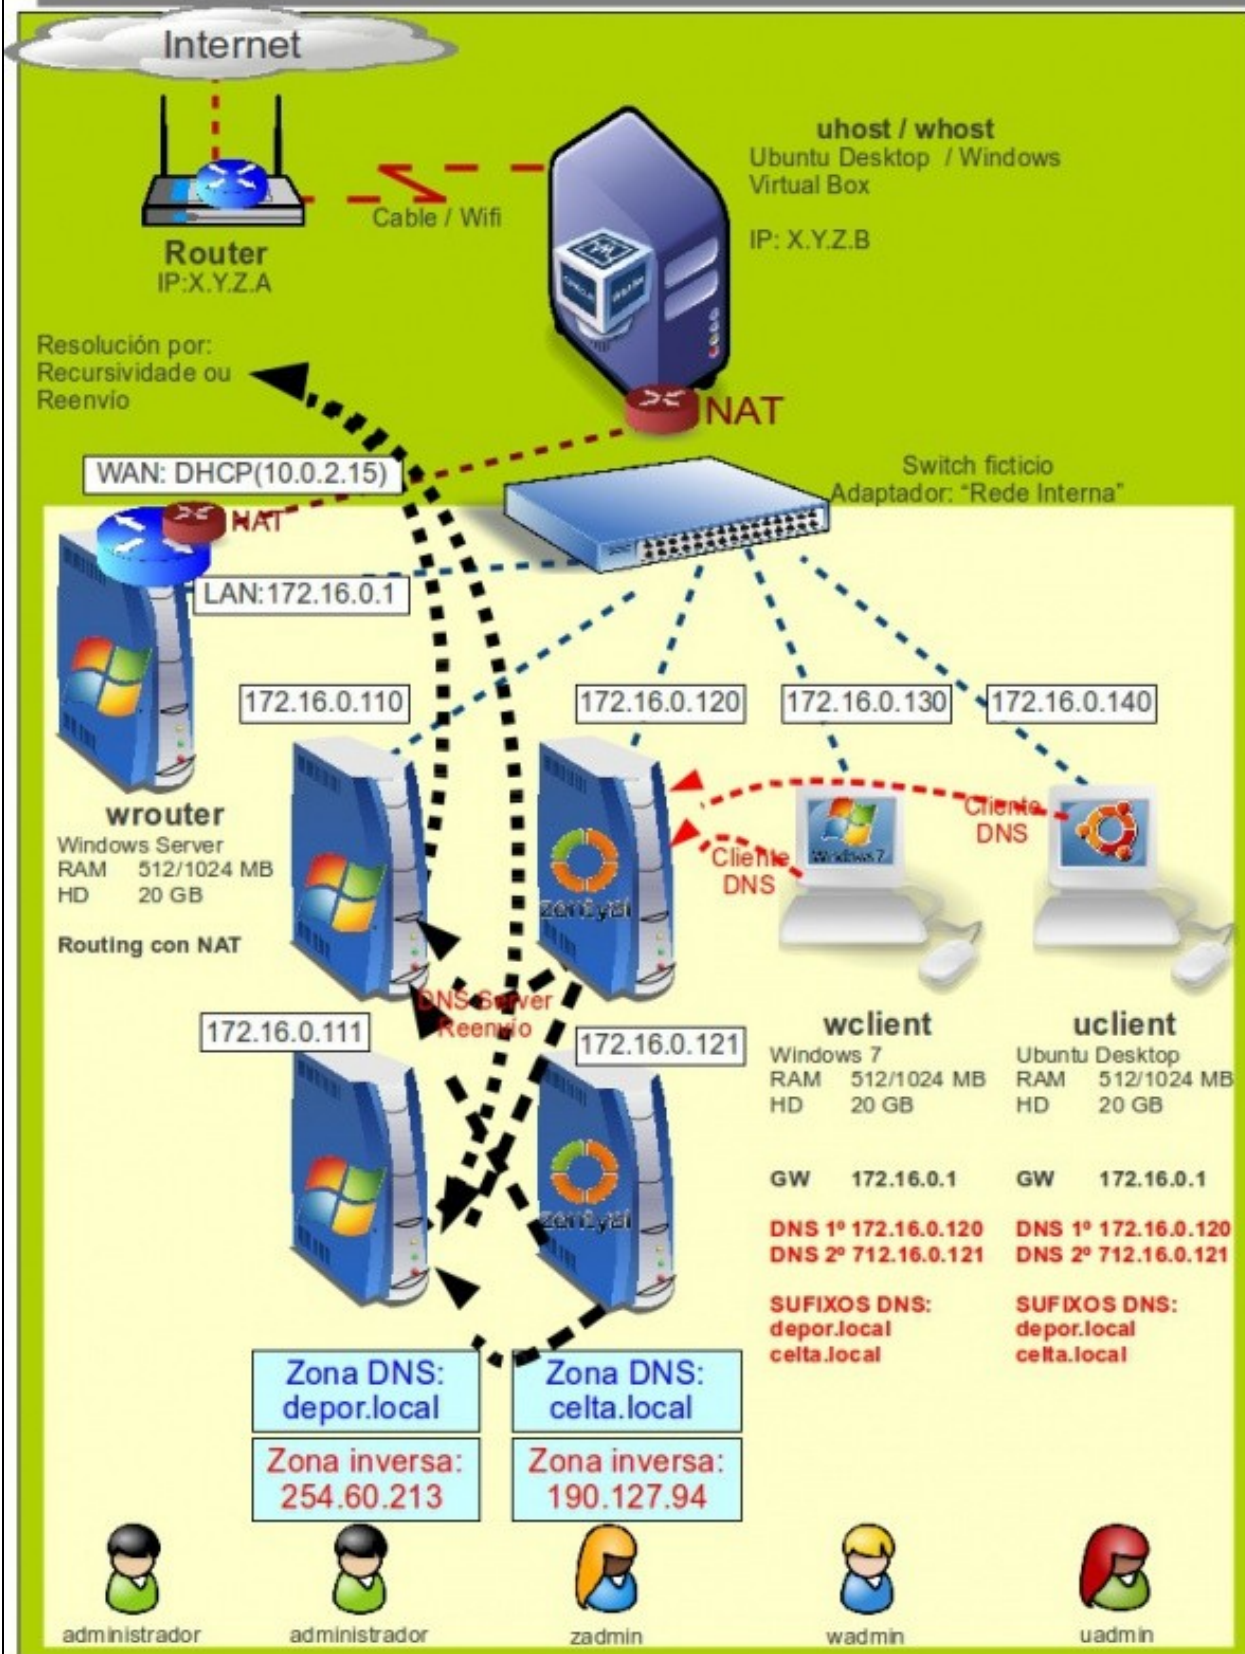 Internet
uhost / whost
Ubuntu Desktop / Windows
Virtual Box
IP: X.Y.Z.B
Cable / Wifi
Router
IP:X.Y.Z.A
Resolución por:
Recursividade ou
Reenvío
NAT
WAN: DHCP(10.0.2.15)
Switch ficticio
Adaptador: “Rede Interna”
NAT
LAN:172.16.0.1
172.16.0.110
172.16.0.120
172.16.0.130
172.16.0.140
wrouter
Windows Server
RAM 512/1024 MB
HD 20 GB
Routing con NAT
zentyal
Windows 7
Cliente
DNS
Cliente
DNS
DNS Server
Reenvío
172.16.0.111
172.16.0.121
zentyal
wclient
Windows 7
RAM 512/1024 MB
HD 20 GB
GW 172.16.0.1
DNS 1º 172.16.0.120
DNS 2º 712.16.0.121
SUFIXOS DNS:
depor.local
celta.local
uclient
Ubuntu Desktop
RAM 512/1024 MB
HD 20 GB
GW 172.16.0.1
DNS 1º 172.16.0.120
DNS 2º 712.16.0.121
SUFIXOS DNS:
depor.local
celta.local
Zona DNS:
depor.local
Zona DNS:
celta.local
Zona inversa:
254.60.213
Zona inversa:
190.127.94
administrador
administrador
zadmin
wadmin
uadmin